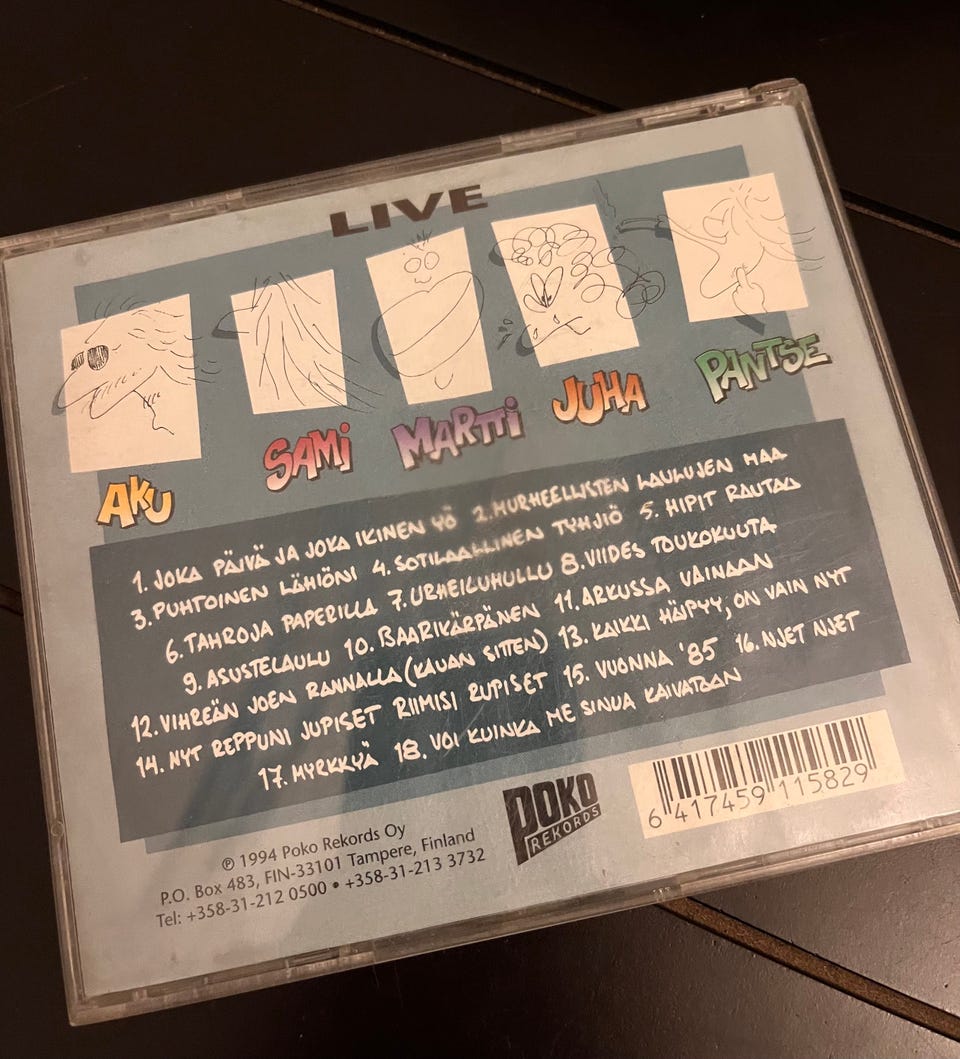 LIVE
AKU
SAMi
MARTTi
JUHA
PANTSE
1. JOKA PÄIVÄ JA JOKA IKINEN YÖ 2. MURHEELLISTEN LAULUJEN MAA
3. PUHTOINEN LÄHIÖNI 4. SOTILAALLINEN TYHJIÖ 5. HIPIT RAUTAA
6. TAHROJA PAPERILLA 7. URHEILUHULLU 8. VIIDES TOUKOKUUTA
9. ASUSTELAULU 10. BAARIKÄRPÄNEN 11. ARKUSSA VAINAAN
12. VIHREÄN JOEN RANNALLA (KAUAN SITTEN) 13. KAIKKI HÄPYY, ON VAIN NYT
14. NYT REPPUNI JUPISET RIIMISI RUPISET 15. VUONNA '85 16. NJET NJET
17. MYRKKYÄ 18. VOI KUINKA ME SINUA KAIVATAAN
℗ 1994 Poko Rekords Oy
P.O. Box 483, FIN-33101 Tampere, Finland
Tel: +358-31-212 0500 • +358-31-213 3732
POKO
REKORDS
6 417459 115829